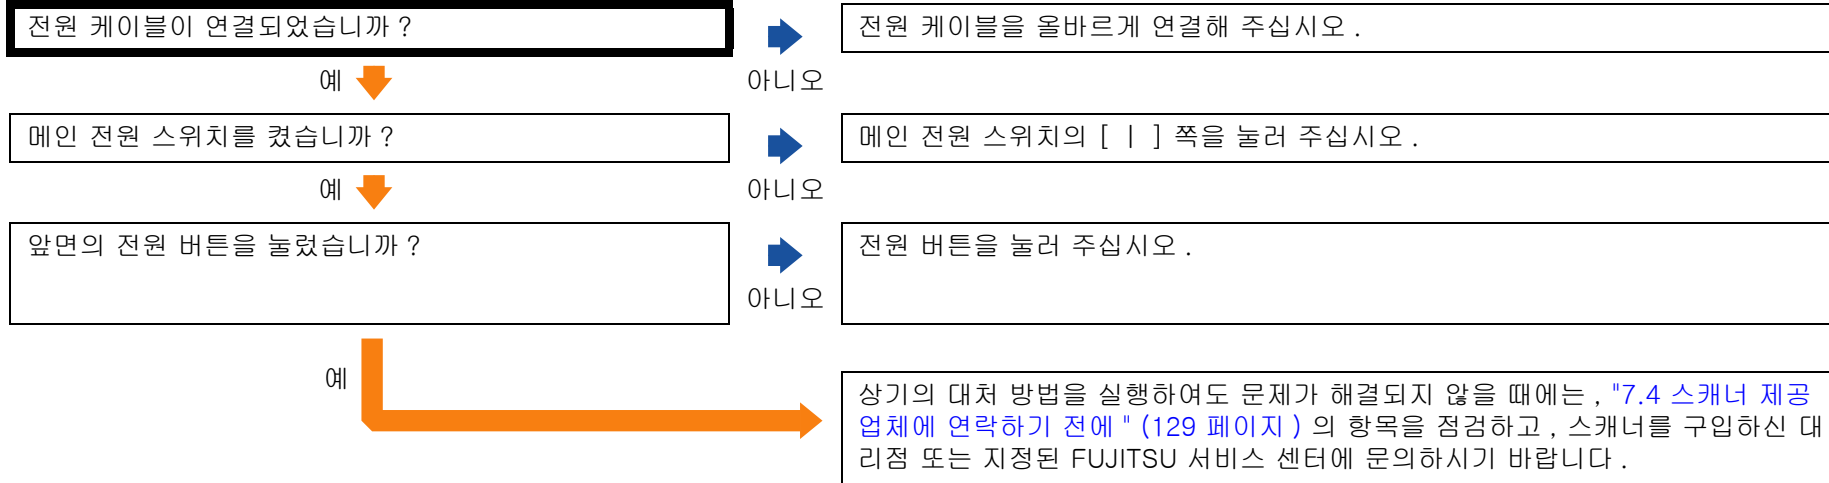 전원 케이블이 연결되었습니까 ?
전원 케이블을 올바르게 연결해 주십시오 .
예
아니오
메인 전원 스위치를 켰습니까 ?
메인 전원 스위치의 [ ㅣ ] 쪽을 눌러 주십시오 .
예
아니오
앞면의 전원 버튼을 눌렀습니까 ?
전원 버튼을 눌러 주십시오 .
아니오
예
상기의 대처 방법을 실행하여도 문제가 해결되지 않을 때에는 , "7.4 스캐너 제공
업체에 연락하기 전에 " (129 페이지 ) 의 항목을 점검하고 , 스캐너를 구입하신 대
리점 또는 지정된 FUJITSU 서비스 센터에 문의하시기 바랍니다 .